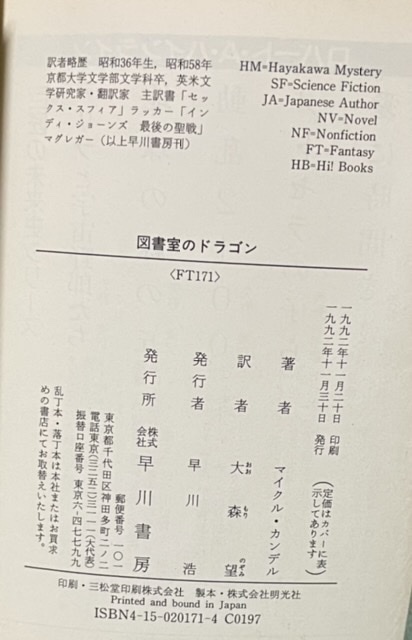 訳者略歴 昭和36年生,昭和58年
京都大学文学部文学科卒,英米文
学研究家・翻訳家 主訳書「セッ
クス・スフィア」ラッカー「イン
ディ・ジョーンズ 最後の聖戦」
マグレガー(以上早川書房刊)
HM=Hayakawa Mystery
SF=Science Fiction
JA=Japanese Author
NV=Novel
NF=Nonfiction
FT=Fantasy
HB=Hi! Books
図書室のドラゴン
〈FT171〉
一九九二年十一月二十日 印刷
一九九二年十一月三十日 発行
(定価はカバーに表示してあります)
著者 マイクル・カンデル
訳者 大森望
おお もり のぞみ
発行者 早川浩
発行所 株式会社 早川書房
郵便番号 一〇一
東京都千代田区神田多町二ノ二
電話東京(三二五二)三一一一(大代表)
振替口座番号 東京六-四七七九九
乱丁本・落丁本は本社またはお買求
めの書店にてお取替えいたします。
印刷・三松堂印刷株式会社 製本・株式会社明光社
Printed and bound in Japan
ISBN4-15-020171-4 C0197